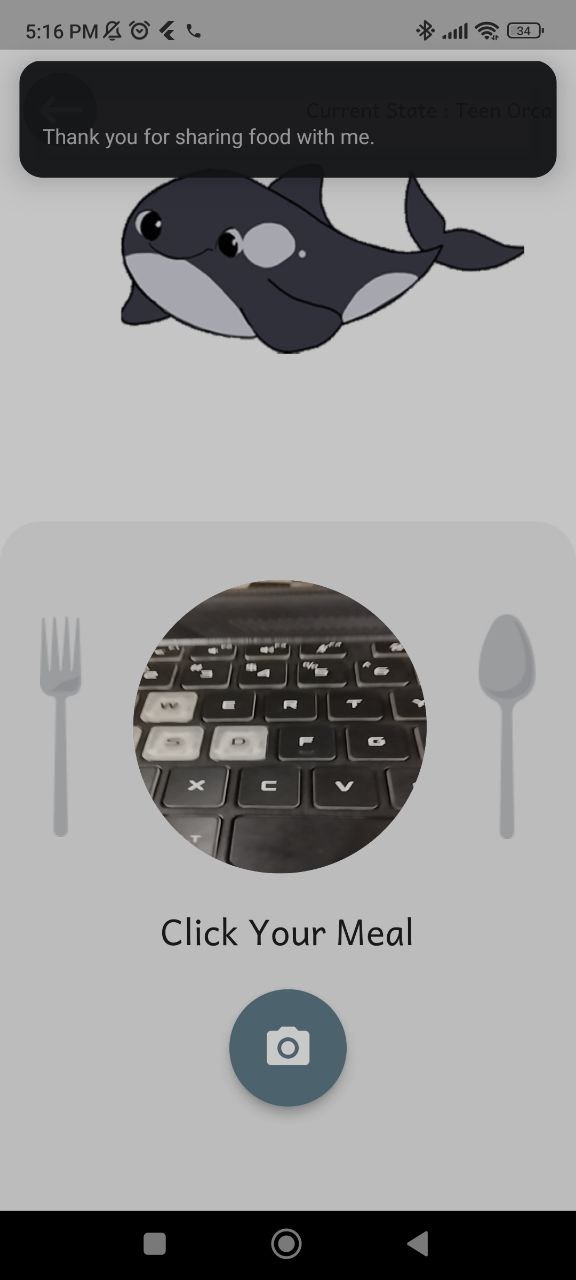 5:16 PM
34
Current State : Teen Orca
Thank you for sharing food with me.
W E R T Y
S D F G
X C V
Click Your Meal